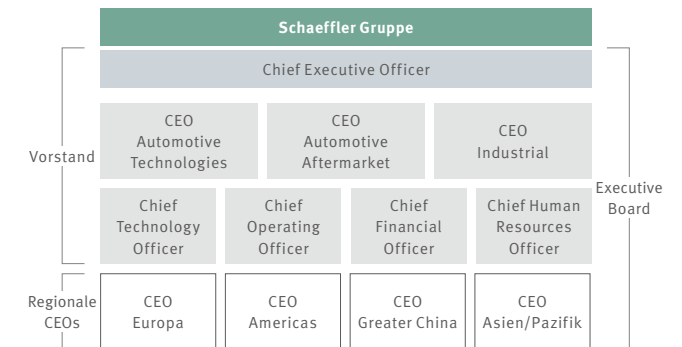 Schaeffler Gruppe
Chief Executive Officer
Vorstand
CEO
Automotive
Technologies
CEO
Automotive
Aftermarket
CEO
Industrial
Executive
Board
Chief
Technology
Officer
Chief
Operating
Officer
Chief
Financial
Officer
Chief Human
Resources
Officer
Regionale
CEOs
CEO
Europa
CEO
Americas
CEO
Greater China
CEO
Asien/Pazifik